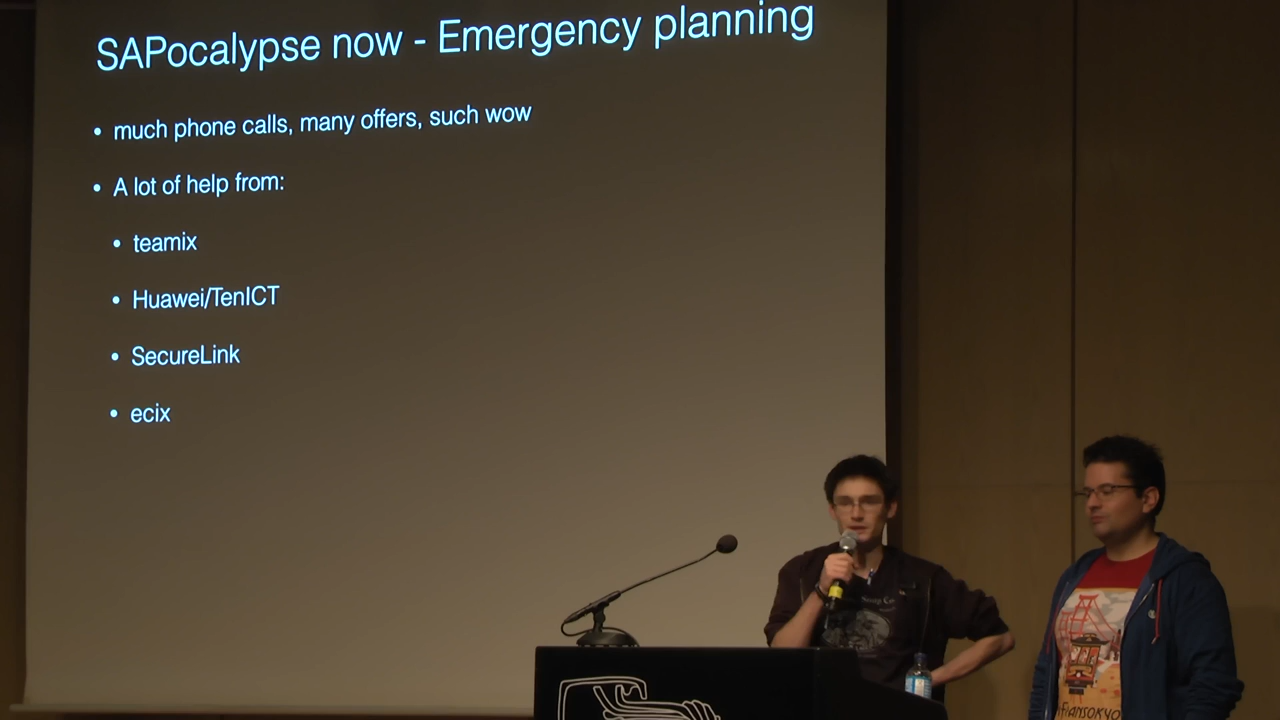 SAPocalypse now - Emergency planning
• much phone calls, many offers, such wow
• A lot of help from:
• teamix
• Huawei/TenICT
• SecureLink
• ecix